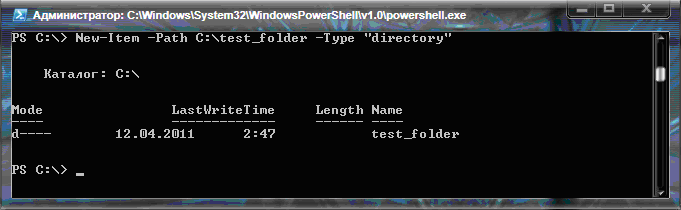 Администратор: C:\Windows\System32\WindowsPowerShell\v1.0\powershell.exe
PS C:\> New-Item -Path C:\test_folder -Type "directory"
Каталог: C:\
Mode LastWriteTime Length Name
---- ------------- ------ ----
d---- 12.04.2011 2:47 test_folder
PS C:\> _